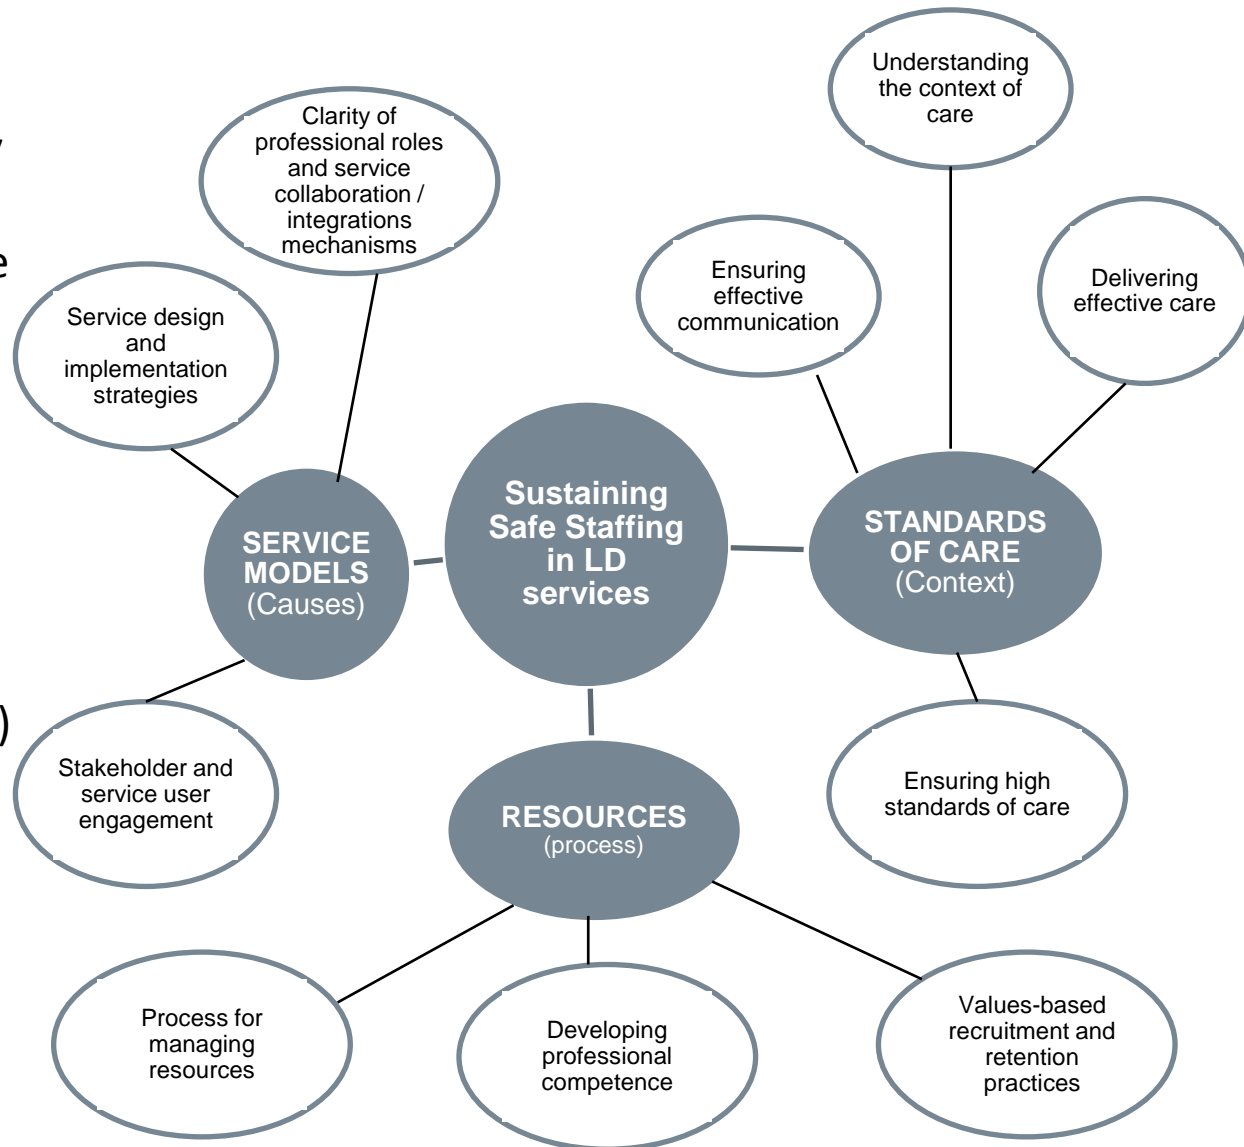 Understanding
the context of
care
Clarity of
professional roles
and service
collaboration /
integrations
mechanisms
Ensuring
effective
communication
Delivering
effective care
Service design
and
implementation
strategies
Sustaining
Safe Staffing
in LD
services
SERVICE
MODELS
(Causes)
STANDARDS
OF CARE
(Context)
Stakeholder and
service user
engagement
RESOURCES
(process)
Ensuring high
standards of care
Process for
managing
resources
Developing
professional
competence
Values-based
recruitment and
retention
practices